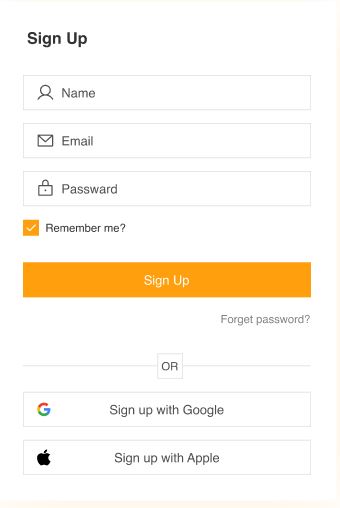 Sign Up
Name
Email
Passward
Remember me?
Sign Up
Forget password?
OR
Sign up with Google
Sign up with Apple